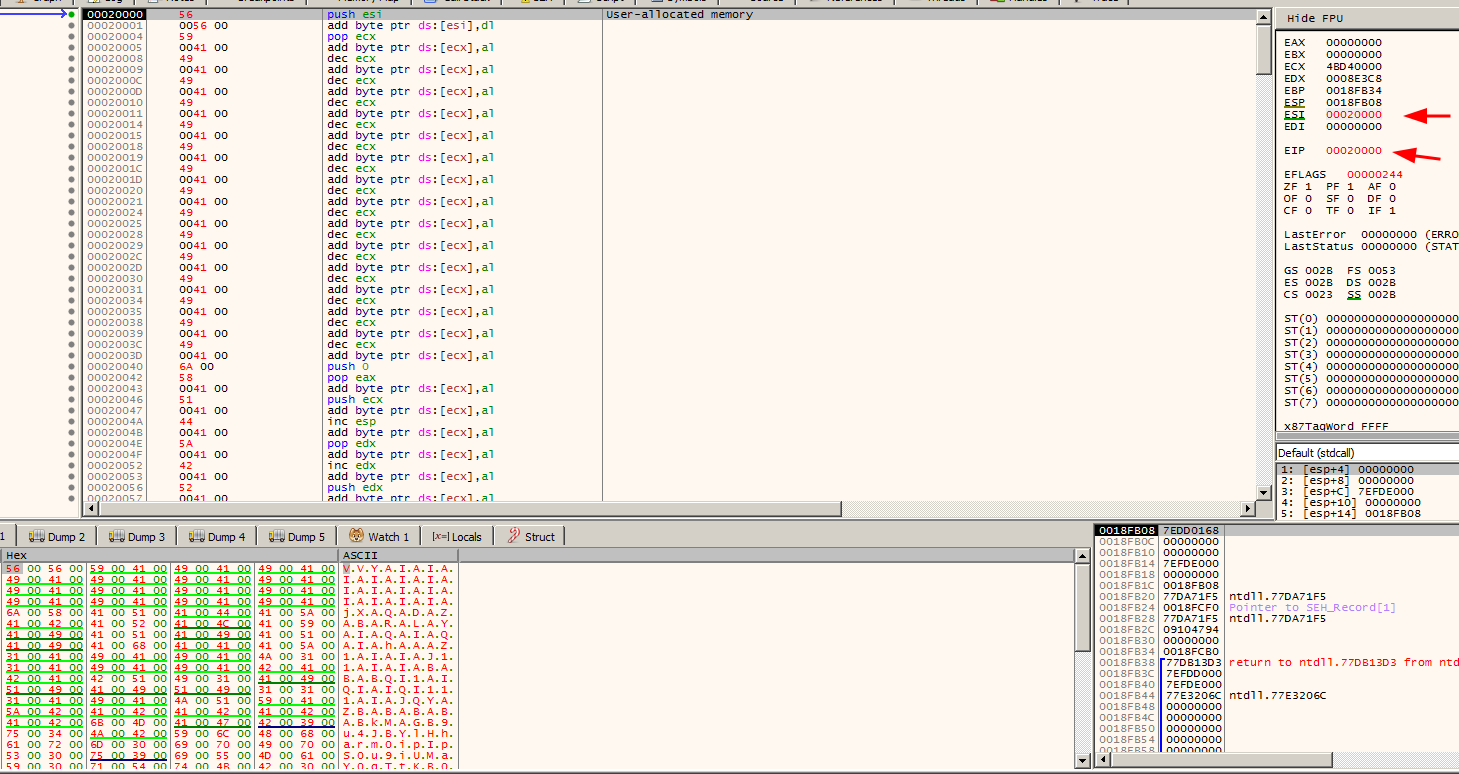 00020000 56 push esi User-allocated memory
00020001 0056 00 add byte ptr ds:[esi],dl
00020004 59 pop ecx
00020005 0041 00 add byte ptr ds:[ecx],al
00020008 49 dec ecx
00020009 0041 00 add byte ptr ds:[ecx],al
0002000C 49 dec ecx
0002000D 0041 00 add byte ptr ds:[ecx],al
00020010 49 dec ecx
00020011 0041 00 add byte ptr ds:[ecx],al
00020014 49 dec ecx
00020015 0041 00 add byte ptr ds:[ecx],al
00020018 49 dec ecx
00020019 0041 00 add byte ptr ds:[ecx],al
0002001C 49 dec ecx
0002001D 0041 00 add byte ptr ds:[ecx],al
00020020 49 dec ecx
00020021 0041 00 add byte ptr ds:[ecx],al
00020024 49 dec ecx
00020025 0041 00 add byte ptr ds:[ecx],al
00020028 49 dec ecx
00020029 0041 00 add byte ptr ds:[ecx],al
0002002C 49 dec ecx
0002002D 0041 00 add byte ptr ds:[ecx],al
00020030 49 dec ecx
00020031 0041 00 add byte ptr ds:[ecx],al
00020034 49 dec ecx
00020035 0041 00 add byte ptr ds:[ecx],al
00020038 49 dec ecx
00020039 0041 00 add byte ptr ds:[ecx],al
0002003C 49 dec ecx
0002003D 0041 00 add byte ptr ds:[ecx],al
00020040 6A 00 push 0
00020042 58 pop eax
00020043 0041 00 add byte ptr ds:[ecx],al
00020046 51 push ecx
00020047 0041 00 add byte ptr ds:[ecx],al
0002004A 44 inc esp
0002004B 0041 00 add byte ptr ds:[ecx],al
0002004E 5A pop edx
0002004F 0041 00 add byte ptr ds:[ecx],al
00020052 42 inc edx
00020053 0041 00 add byte ptr ds:[ecx],al
00020056 52 push edx
00020057 0041 00 add byte ptr ds:[ecx],al
Hide FPU
EAX 00000000
EBX 00000000
ECX 4BD40000
EDX 0008E3C8
EBP 0018FB34
ESP 0018FB08
ESI 00020000
EDI 00000000
EIP 00020000
EFLAGS 00000244
ZF 1 PF 1 AF 0
OF 0 SF 0 DF 0
CF 0 TF 0 IF 1
LastError 00000000 (ERRO
LastStatus 00000000 (STAT
GS 002B FS 0053
ES 002B DS 002B
CS 0023 SS 002B
ST(0) 0000000000000000000
ST(1) 0000000000000000000
ST(2) 0000000000000000000
ST(3) 0000000000000000000
ST(4) 0000000000000000000
ST(5) 0000000000000000000
ST(6) 0000000000000000000
ST(7) 0000000000000000000
x87TagWord FFFF
Default (stdcall)
1: [esp+4] 00000000
2: [esp+8] 00000000
3: [esp+C] 7EFDE000
4: [esp+10] 00000000
5: [esp+14] 0018FB08
1 Dump 2 Dump 3 Dump 4 Dump 5 Watch 1 [x=] Locals Struct
Hex ASCII
56 00 56 00 59 00 41 00 49 00 41 00 49 00 41 00 V.V.Y.A.I.A.I.A.
49 00 41 00 49 00 41 00 49 00 41 00 49 00 41 00 I.A.I.A.I.A.I.A.
49 00 41 00 49 00 41 00 49 00 41 00 49 00 41 00 I.A.I.A.I.A.I.A.
49 00 41 00 49 00 41 00 49 00 41 00 49 00 41 00 I.A.I.A.I.A.I.A.
6A 00 58 00 41 00 51 00 41 00 44 00 41 00 5A 00 j.X.A.Q.A.D.A.Z.
41 00 42 00 41 00 52 00 41 00 4C 00 41 00 59 00 A.B.A.R.A.L.A.Y.
41 00 49 00 41 00 51 00 41 00 49 00 41 00 51 00 A.I.A.Q.A.I.A.Q.
41 00 49 00 41 00 68 00 41 00 41 00 41 00 5A 00 A.I.A.h.A.A.A.Z.
31 00 41 00 49 00 41 00 49 00 41 00 4A 00 31 00 1.A.I.A.I.A.J.1.
31 00 41 00 49 00 41 00 49 00 41 00 42 00 41 00 1.A.I.A.I.A.B.A.
42 00 41 00 42 00 51 00 49 00 31 00 41 00 49 00 B.A.B.Q.I.1.A.I.
51 00 49 00 41 00 49 00 51 00 49 00 31 00 31 00 Q.I.A.I.Q.I.1.1.
31 00 41 00 49 00 41 00 4A 00 51 00 59 00 41 00 1.A.I.A.J.Q.Y.A.
5A 00 42 00 41 00 42 00 41 00 42 00 41 00 42 00 Z.B.A.B.A.B.A.B.
41 00 42 00 6B 00 4D 00 41 00 47 00 42 00 39 00 A.B.k.M.A.G.B.9.
75 00 34 00 4A 00 42 00 59 00 6C 00 48 00 68 00 u.4.J.B.Y.l.H.h.
61 00 72 00 6D 00 30 00 69 00 70 00 49 00 70 00 a.r.m.0.i.p.I.p.
53 00 30 00 75 00 39 00 69 00 55 00 4D 00 61 00 S.0.u.9.i.U.M.a.
59 00 30 00 71 00 54 00 74 00 4B 00 42 00 30 00 Y.0.q.T.t.K.B.0.
0018FB08 7EDD0168
0018FB0C 00000000
0018FB10 00000000
0018FB14 7EFDE000
0018FB18 00000000
0018FB1C 0018FB08
0018FB20 77DA71F5 ntdll.77DA71F5
0018FB24 0018FCF0 Pointer to SEH_Record[1]
0018FB28 77DA71F5 ntdll.77DA71F5
0018FB2C 09104794
0018FB30 00000000
0018FB34 0018FCB0
0018FB38 77DB13D3 return to ntdll.77DB13D3 from ntd
0018FB3C 7EFDD000
0018FB40 7EFDE000
0018FB44 77E3206C ntdll.77E3206C
0018FB48 00000000
0018FB4C 00000000
0018FB50 00000000
0018FB54 00000000
0018FB58 00000000